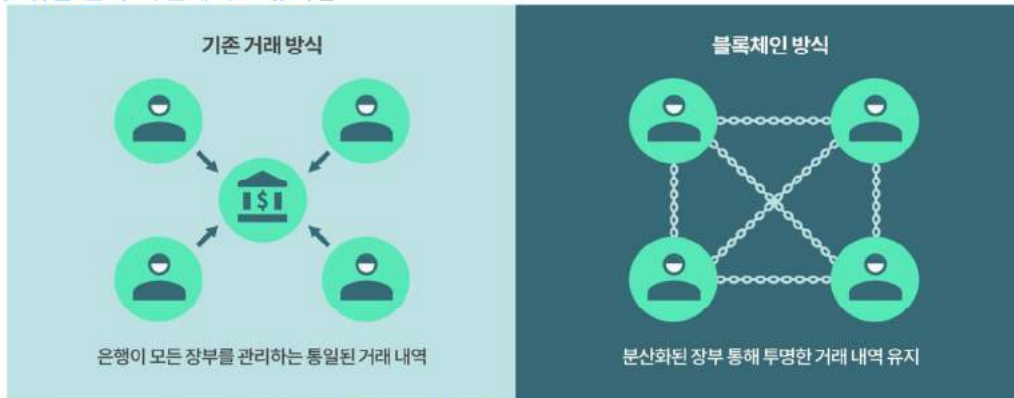 기존 거래 방식
블록체인 방식
$
은행이 모든 장부를 관리하는 통일된 거래 내역
분산화된 장부 통해 투명한 거래 내역 유지